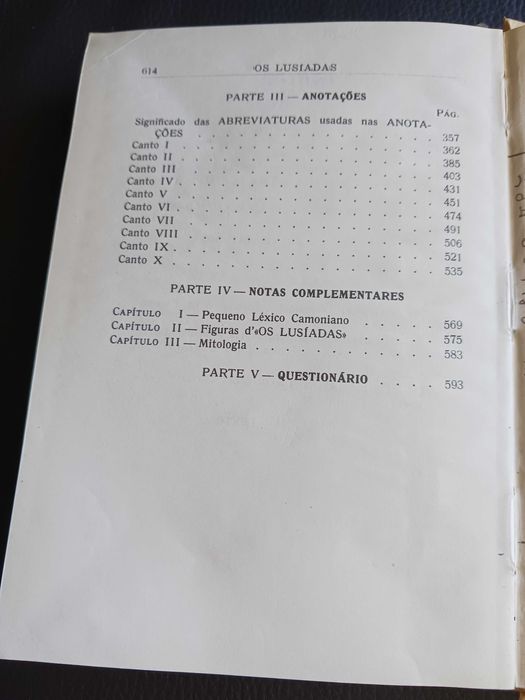 614 OS LUSÍADAS
PARTE III — ANOTAÇÕES
PÁG.
Significado das ABREVIATURAS usadas nas ANOTA-
ÇÕES . . . . . . . . . . . . . . . . 357
Canto I . . . . . . . . . . . . . . . . 362
Canto II . . . . . . . . . . . . . . . . 385
Canto III . . . . . . . . . . . . . . . . 403
Canto IV . . . . . . . . . . . . . . . . 431
Canto V . . . . . . . . . . . . . . . . 451
Canto VI . . . . . . . . . . . . . . . . 474
Canto VII . . . . . . . . . . . . . . . . 491
Canto VIII . . . . . . . . . . . . . . . . 506
Canto IX . . . . . . . . . . . . . . . . 521
Canto X . . . . . . . . . . . . . . . . 535
PARTE IV — NOTAS COMPLEMENTARES
CAPÍTULO I — Pequeno Léxico Camoniano . . . . . 569
CAPÍTULO II — Figuras d'«OS LUSÍADAS» . . . . . 575
CAPÍTULO III — Mitologia . . . . . . . . . . . 583
PARTE V — QUESTIONÁRIO . . . . 593